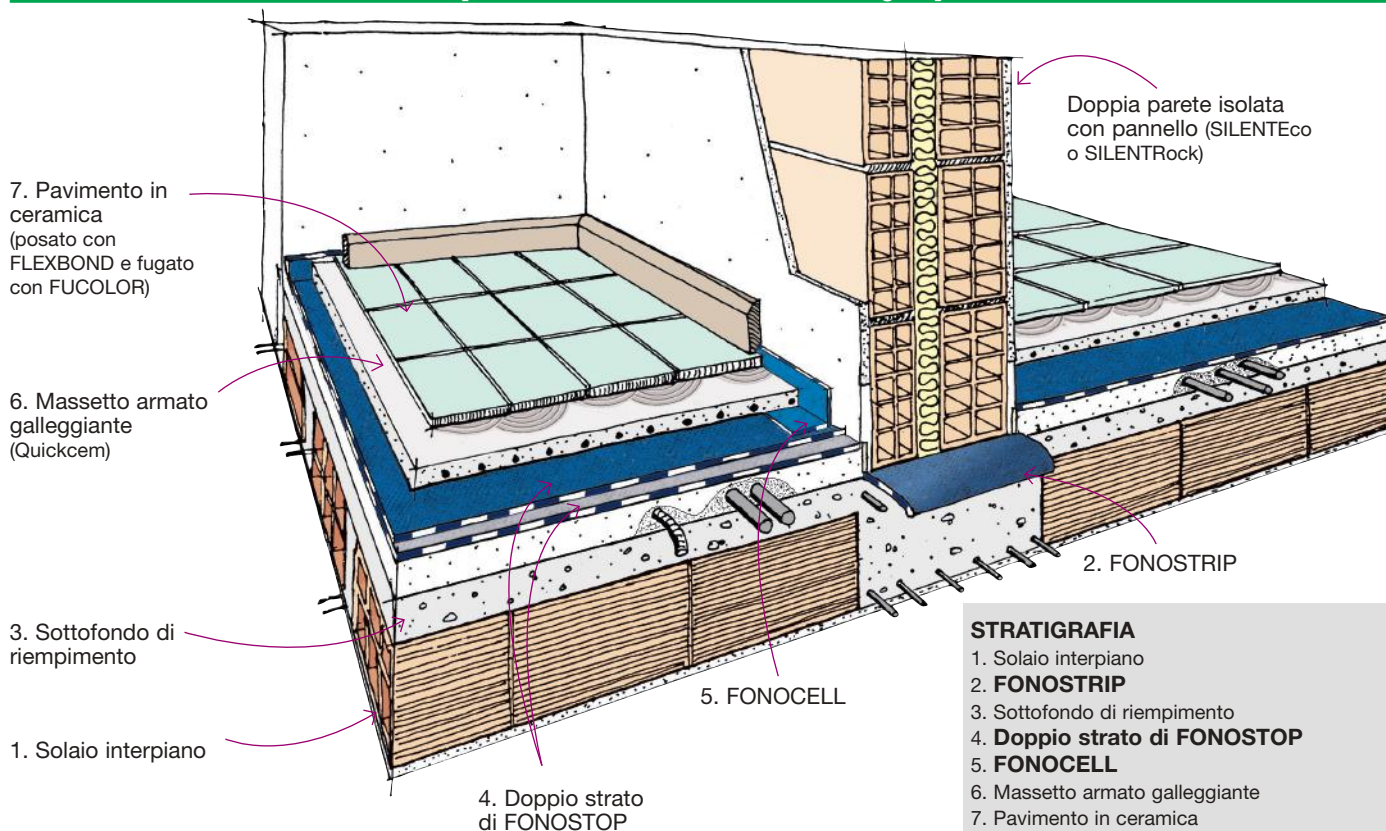 Doppia parete isolata
con pannello (SILENTEco
o SILENTRock)
7. Pavimento in
ceramica
(posato con
FLEXBOND e fugato
con FUCOLOR)
6. Massetto armato
galleggiante
(Quickcem)
2. FONOSTRIP
3. Sottofondo di
riempimento
5. FONOCELL
1. Solaio interpiano
4. Doppio strato
di FONOSTOP
STRATIGRAFIA
1. Solaio interpiano
2. FONOSTRIP
3. Sottofondo di riempimento
4. Doppio strato di FONOSTOP
5. FONOCELL
6. Massetto armato galleggiante
7. Pavimento in ceramica